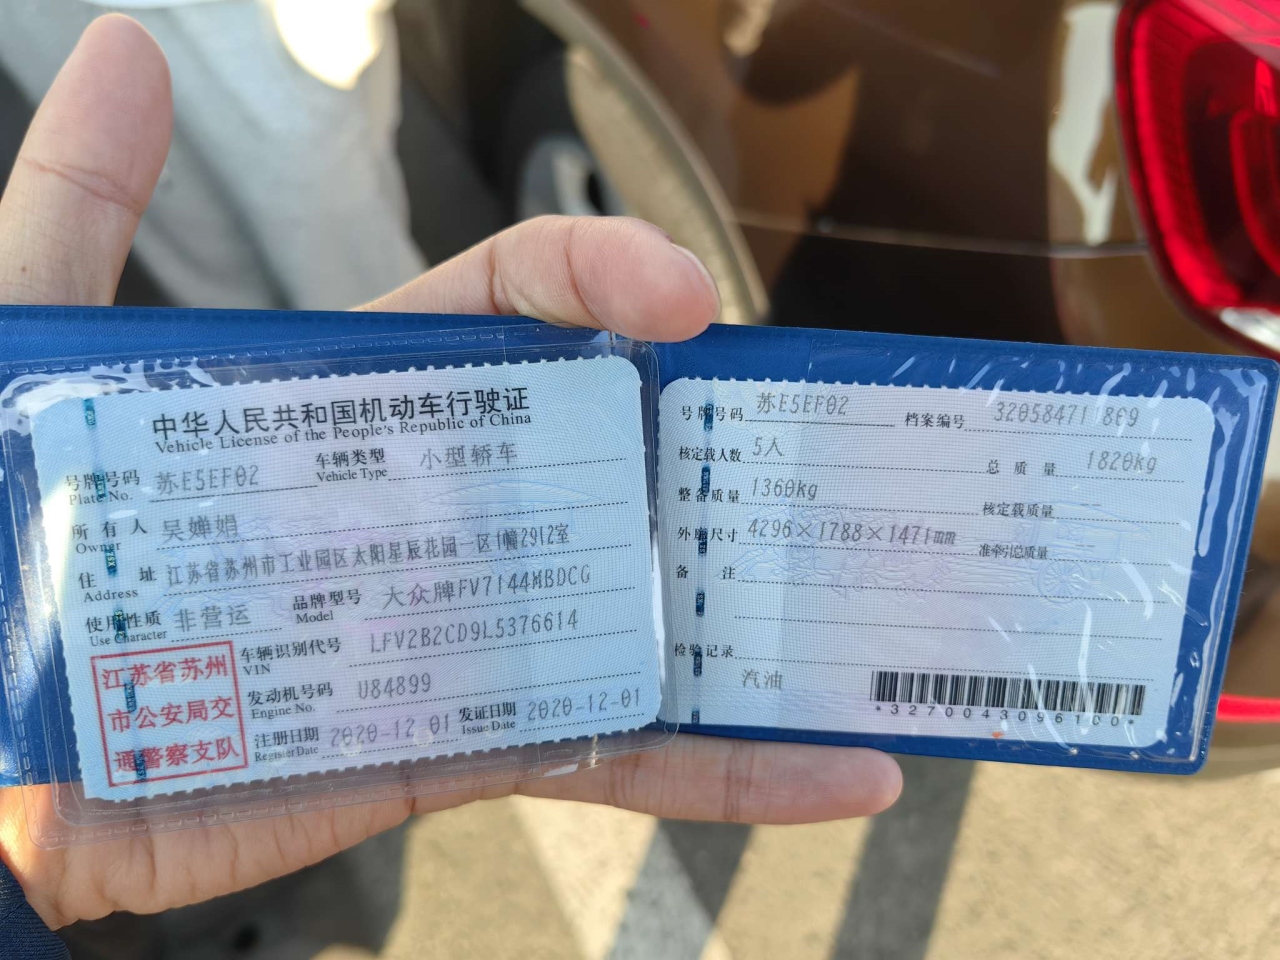 中华人民共和国机动车行驶证
Vehicle License of the People's Republic of China
号牌号码 苏E5EF02 车辆类型 小型轿车
Plate No. Vehicle Type
所有人 吴婵娟
Owner
住址 江苏省苏州市工业园区太阳星辰花园一区1幢2912室
Address
使用性质 非营运 品牌型号 大众牌FV7144MBDCG
Use Character Model
车辆识别代号 LFV2B2CD9L5376614
VIN
发动机号码 U84899
Engine No.
注册日期 2020-12-01 发证日期 2020-12-01
Register Date Issue Date
江苏省苏州
市公安局交
通警察支队
号牌号码 苏E5EF02 档案编号
核定载人数 5人 总质量 1820kg
整备质量 1360kg 核定载质量 --
外廓尺寸 4296×1788×1471mm 准牵引总质量 --
备注
检验记录
汽油
*3270043096100*